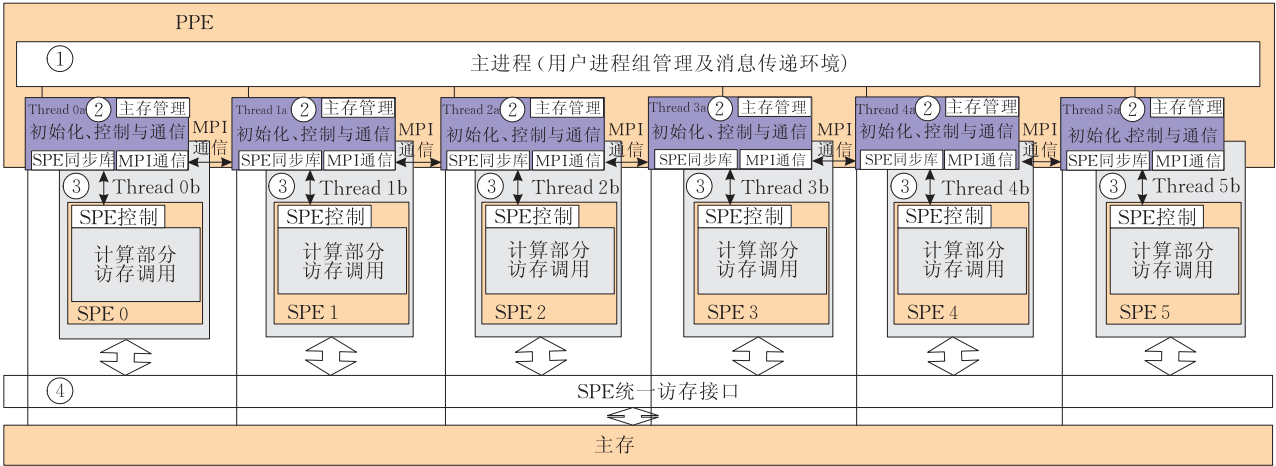 PPE
① 主进程(用户进程组管理及消息传递环境)
Thread 0a ② 主存管理
初始化、控制与通信
SPE同步库 MPI通信
MPI
通信
Thread 1a ② 主存管理
初始化、控制与通信
SPE同步库 MPI通信
MPI
通信
Thread 2a ② 主存管理
初始化、控制与通信
SPE同步库 MPI通信
MPI
通信
Thread 3a ② 主存管理
初始化、控制与通信
SPE同步库 MPI通信
MPI
通信
Thread 4a ② 主存管理
初始化、控制与通信
SPE同步库 MPI通信
MPI
通信
Thread 5a ② 主存管理
初始化、控制与通信
SPE同步库 MPI通信
③ Thread 0b
SPE控制
计算部分
访存调用
SPE 0
③ Thread 1b
SPE控制
计算部分
访存调用
SPE 1
③ Thread 2b
SPE控制
计算部分
访存调用
SPE 2
③ Thread 3b
SPE控制
计算部分
访存调用
SPE 3
③ Thread 4b
SPE控制
计算部分
访存调用
SPE 4
③ Thread 5b
SPE控制
计算部分
访存调用
SPE 5
④ SPE统一访存接口
主存